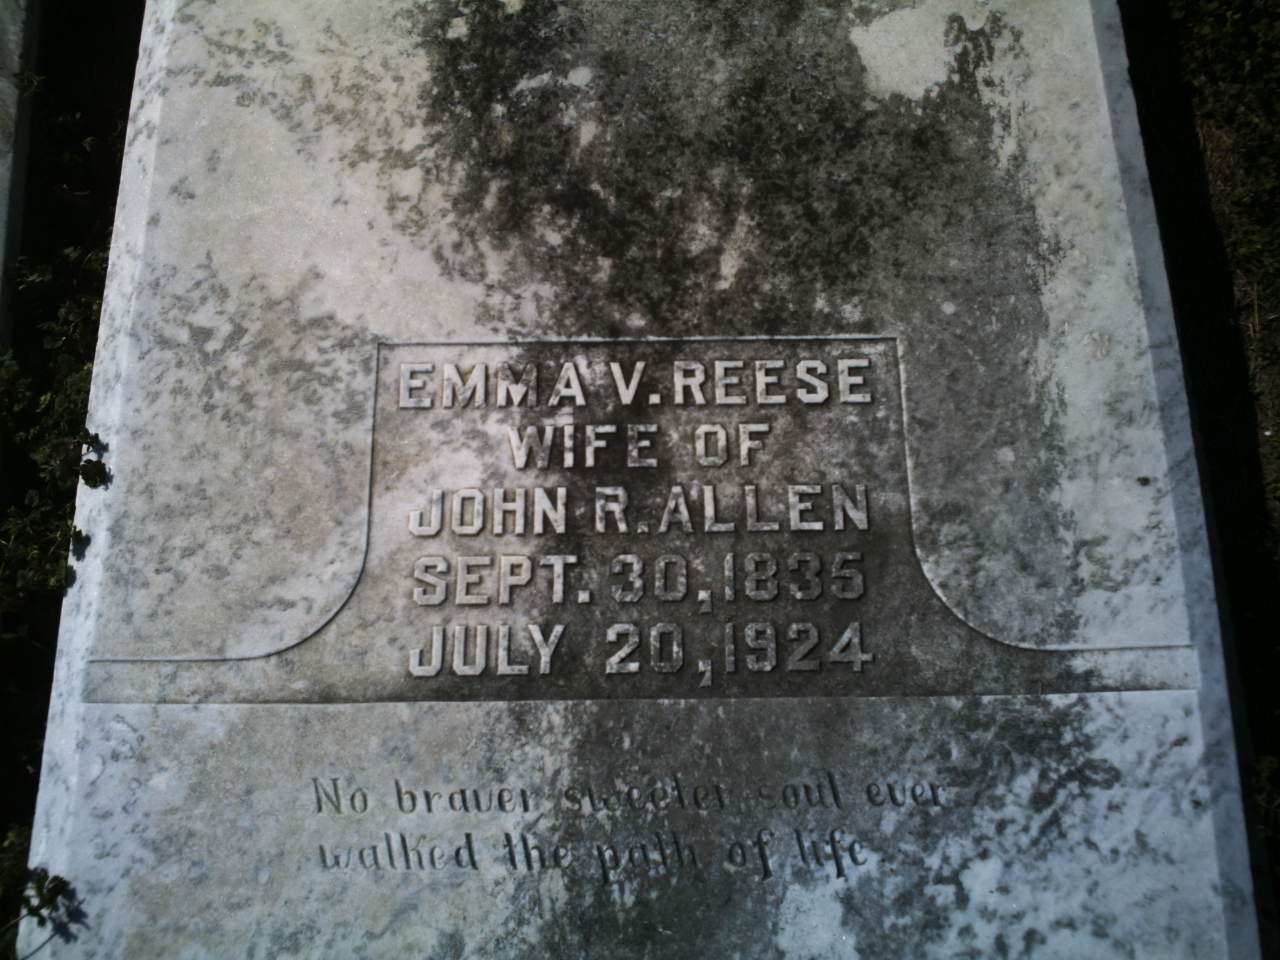 EMMA V. REESE
WIFE OF
JOHN R. ALLEN
SEPT. 30, 1835
JULY 20, 1924
No braver sweeter soul ever
walked the path of life